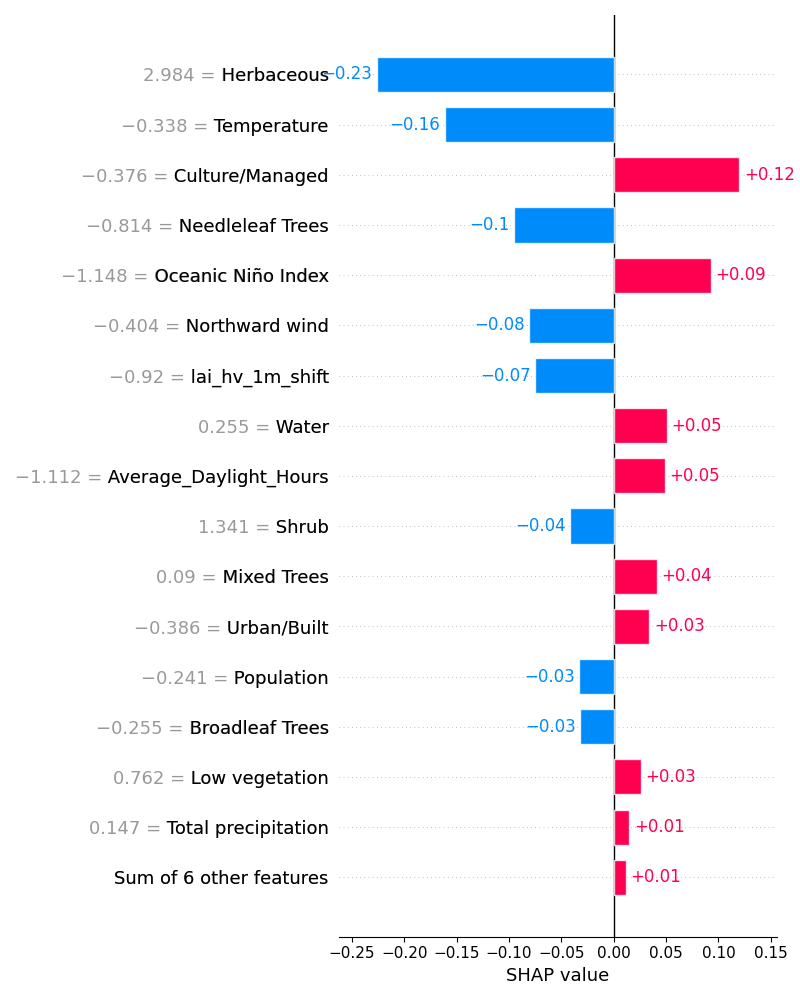 2.984 = Herbaceous −0.23
−0.338 = Temperature −0.16
−0.376 = Culture/Managed +0.12
−0.814 = Needleleaf Trees −0.1
−1.148 = Oceanic Niño Index +0.09
−0.404 = Northward wind −0.08
−0.92 = lai_hv_1m_shift −0.07
0.255 = Water +0.05
−1.112 = Average_Daylight_Hours +0.05
1.341 = Shrub −0.04
0.09 = Mixed Trees +0.04
−0.386 = Urban/Built +0.03
−0.241 = Population −0.03
−0.255 = Broadleaf Trees −0.03
0.762 = Low vegetation +0.03
0.147 = Total precipitation +0.01
Sum of 6 other features +0.01
−0.25 −0.20 −0.15 −0.10 −0.05 0.00 0.05 0.10 0.15
SHAP value